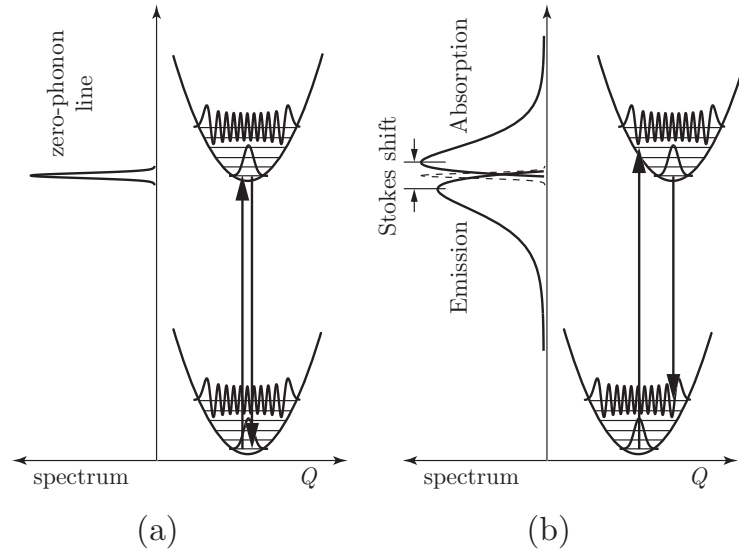 zero-phonon
line
spectrum
Q
(a)
Absorption
Stokes shift
Emission
spectrum
Q
(b)